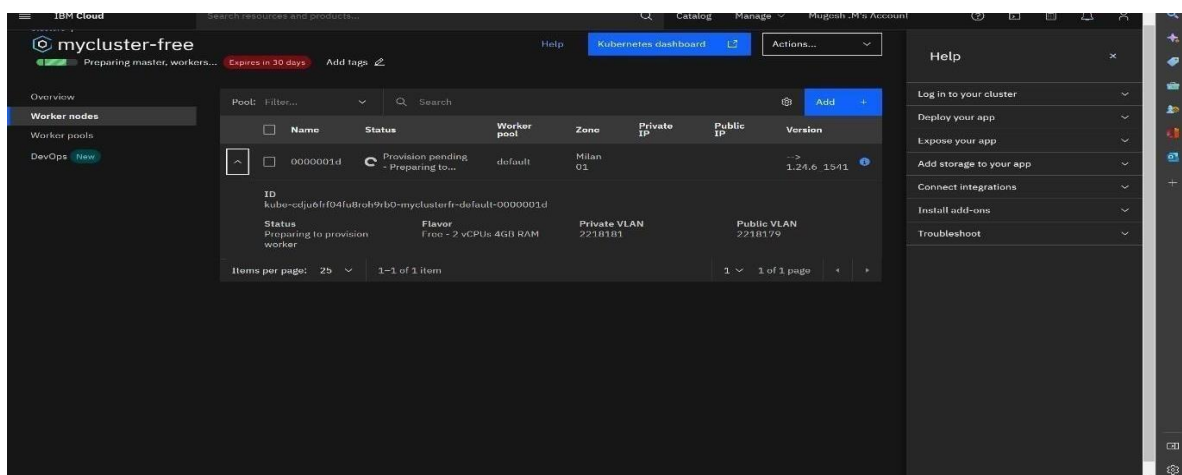 IBM Cloud
Search resources and products...
Catalog
Manage
Mugesh .M's Account
mycluster-free
Help
Kubernetes dashboard
Actions...
Preparing master, workers...
Expires in 30 days
Add tags
Overview
Worker nodes
Worker pools
DevOps New
Pool: Filter...
Search
Add +
Name
Status
Worker pool
Zone
Private IP
Public IP
Version
0000001d
Provision pending
- Preparing to...
default
Milan
01
-->
1.24.6_1541
ID
kube-cdju6frf04fu8roh9rb0-myclusterfr-default-0000001d
Status
Preparing to provision
worker
Flavor
Free - 2 vCPUs 4GB RAM
Private VLAN
2218181
Public VLAN
2218179
Items per page: 25
1–1 of 1 item
1
1 of 1 page
Help
Log in to your cluster
Deploy your app
Expose your app
Add storage to your app
Connect integrations
Install add-ons
Troubleshoot